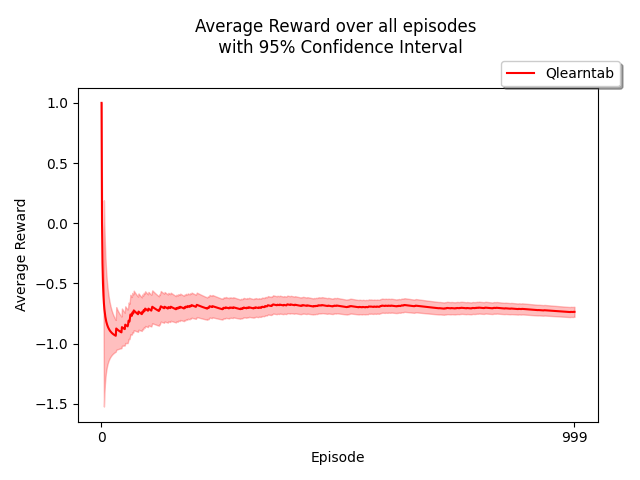 Average Reward over all episodes
with 95% Confidence Interval
Qlearntab
1.0
0.5
0.0
−0.5
−1.0
−1.5
Average Reward
0
999
Episode